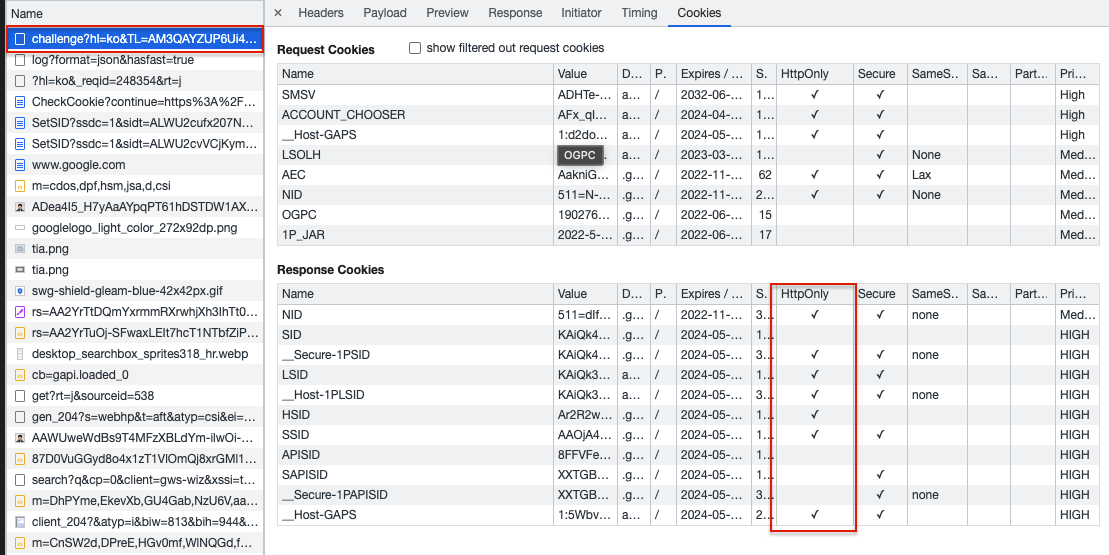 Name
challenge?hl=ko&TL=AM3QAYZUP6Ui4...
log?format=json&hasfast=true
?hl=ko&_reqid=248354&rt=j
CheckCookie?continue=https%3A%2F...
SetSID?ssdc=1&sidt=ALWU2cufx207N...
SetSID?ssdc=1&sidt=ALWU2cvVCjKym...
www.google.com
m=cdos,dpf,hsm,jsa,d,csi
ADea4I5_H7yAaAYpqPT61hDSTDW1AX...
googlelogo_light_color_272x92dp.png
tia.png
tia.png
swg-shield-gleam-blue-42x42px.gif
rs=AA2YrTtDQmYxrmmRXrwhjXh3IhTt0...
rs=AA2YrTuOj-SFwaxLEIt7hcT1NTbfZiP...
desktop_searchbox_sprites318_hr.webp
cb=gapi.loaded_0
get?rt=j&sourceid=538
gen_204?s=webhp&t=aft&atyp=csi&ei=...
AAWUweWdBs9T4MFzXBLdYm-iIwOi-...
87D0VuGGyd8o4x1zT1VlOmQj8xrGMI1...
search?q&cp=0&client=gws-wiz&xssi=t...
m=DhPYme,EkevXb,GU4Gab,NzU6V,aa...
client_204?&atyp=i&biw=813&bih=944&...
m=CnSW2d,DPreE,HGv0mf,WlNQGd,f...
× Headers Payload Preview Response Initiator Timing Cookies
Request Cookies show filtered out request cookies
Name Value D... P. Expires / ... S. HttpOnly Secure SameS.. Sa... Part... Pri...
SMSV ADHTe-... a... / 2032-06-... 1... ✓ ✓ High
ACCOUNT_CHOOSER AFx_qI... a... / 2024-04-... 1... ✓ ✓ High
__Host-GAPS 1:d2do... a... / 2024-05-... 1... ✓ ✓ High
LSOLH OGPC . a... / 2023-03-... 1... ✓ None Med...
AEC AakniG... .g... / 2022-11-... 62 ✓ ✓ Lax Med...
NID 511=N-... .g... / 2022-11-... 2... ✓ ✓ None Med...
OGPC 190276... .g... / 2022-06-... 15 Med...
1P_JAR 2022-5-... .g... / 2022-06-... 17 Med...
Response Cookies
Name Value D... P. Expires / ... S. HttpOnly Secure SameS.. Sa... Part... Pri...
NID 511=dIf... .g... / 2022-11-... 3... ✓ ✓ none Med...
SID KAiQk4... .g... / 2024-05-... 1... HIGH
__Secure-1PSID KAiQk4... .g... / 2024-05-... 3... ✓ ✓ none HIGH
LSID KAiQk3... a... / 2024-05-... 1... ✓ ✓ HIGH
__Host-1PLSID KAiQk3... a... / 2024-05-... 3... ✓ ✓ none HIGH
HSID Ar2R2w... .g... / 2024-05-... 1... ✓ HIGH
SSID AAOjA4... .g... / 2024-05-... 1... ✓ ✓ HIGH
APISID 8FFVFe... .g... / 2024-05-... 1... HIGH
SAPISID XXTGB... .g... / 2024-05-... 1... ✓ HIGH
__Secure-1PAPISID XXTGB... .g... / 2024-05-... 3... ✓ none HIGH
__Host-GAPS 1:5Wbv... a... / 2024-05-... 2... ✓ ✓ HIGH